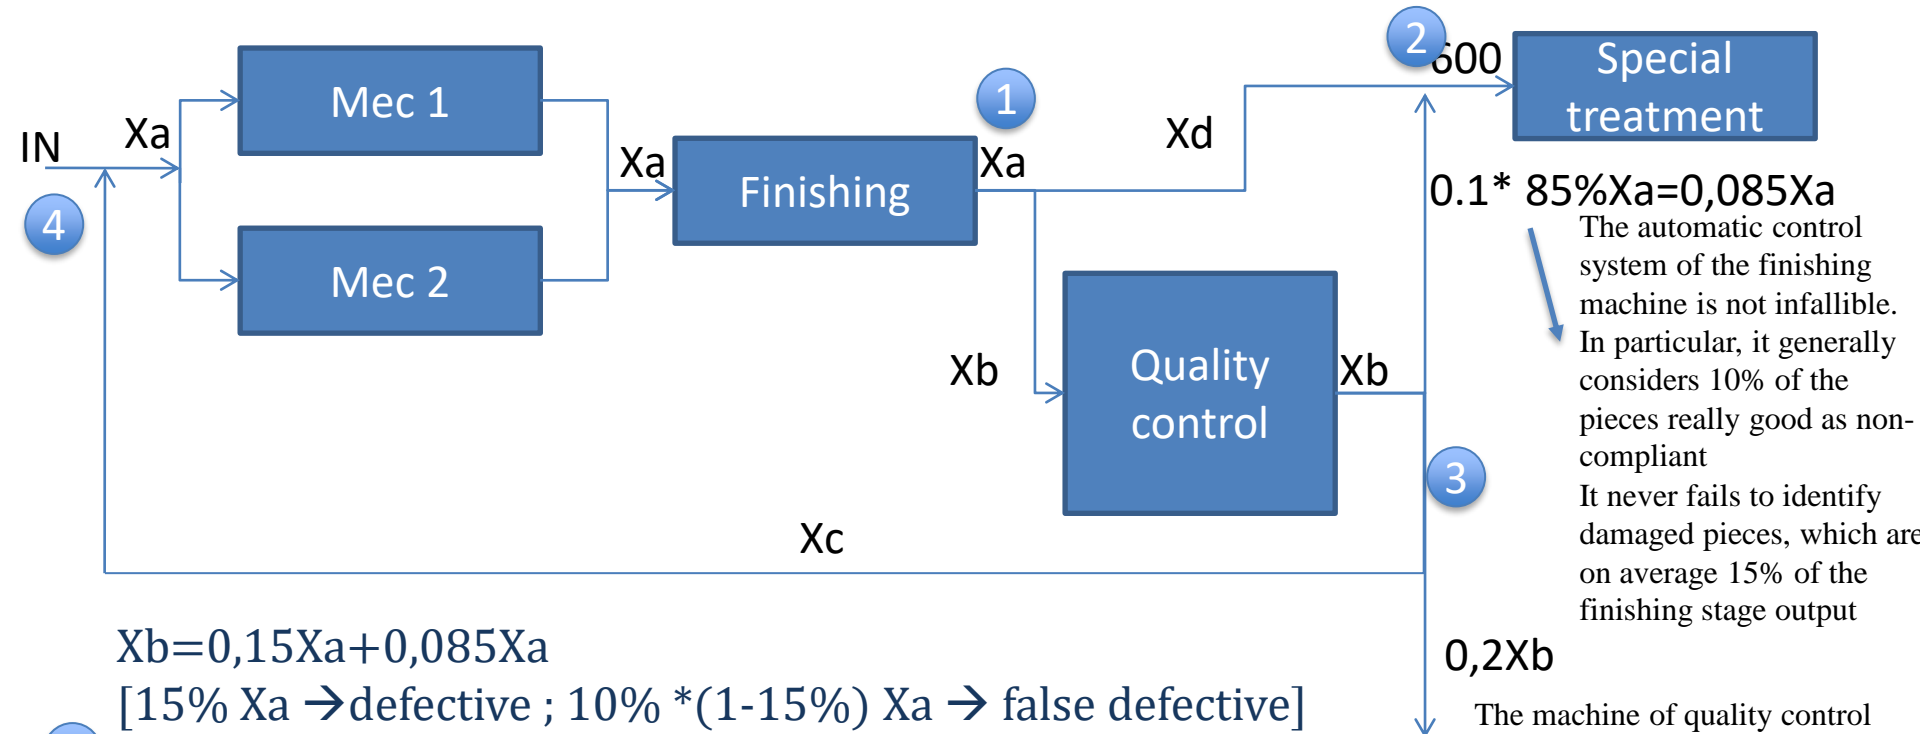 IN
Xa
4
Mec 1
Mec 2
Xa
Finishing
1
Xa
Xd
2
600
Special
treatment
0.1* 85%Xa=0,085Xa
The automatic control
system of the finishing
machine is not infallible.
In particular, it generally
considers 10% of the
pieces really good as non-
compliant
It never fails to identify
damaged pieces, which are
on average 15% of the
finishing stage output
Xb
Quality
control
Xb
3
Xc
0,2Xb
Xb=0,15Xa+0,085Xa
[15% Xa →defective ; 10% *(1-15%) Xa → false defective]
The machine of quality control